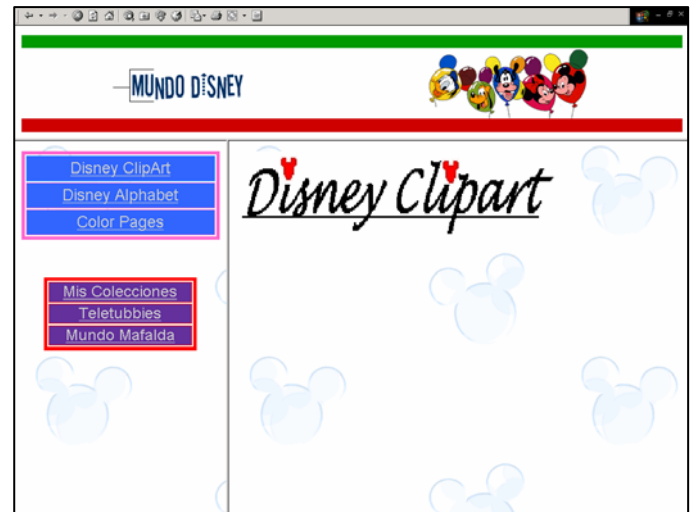 MUNDO DISNEY
Disney ClipArt
Disney Alphabet
Color Pages
Mis Colecciones
Teletubbies
Mundo Mafalda
Disney Clipart